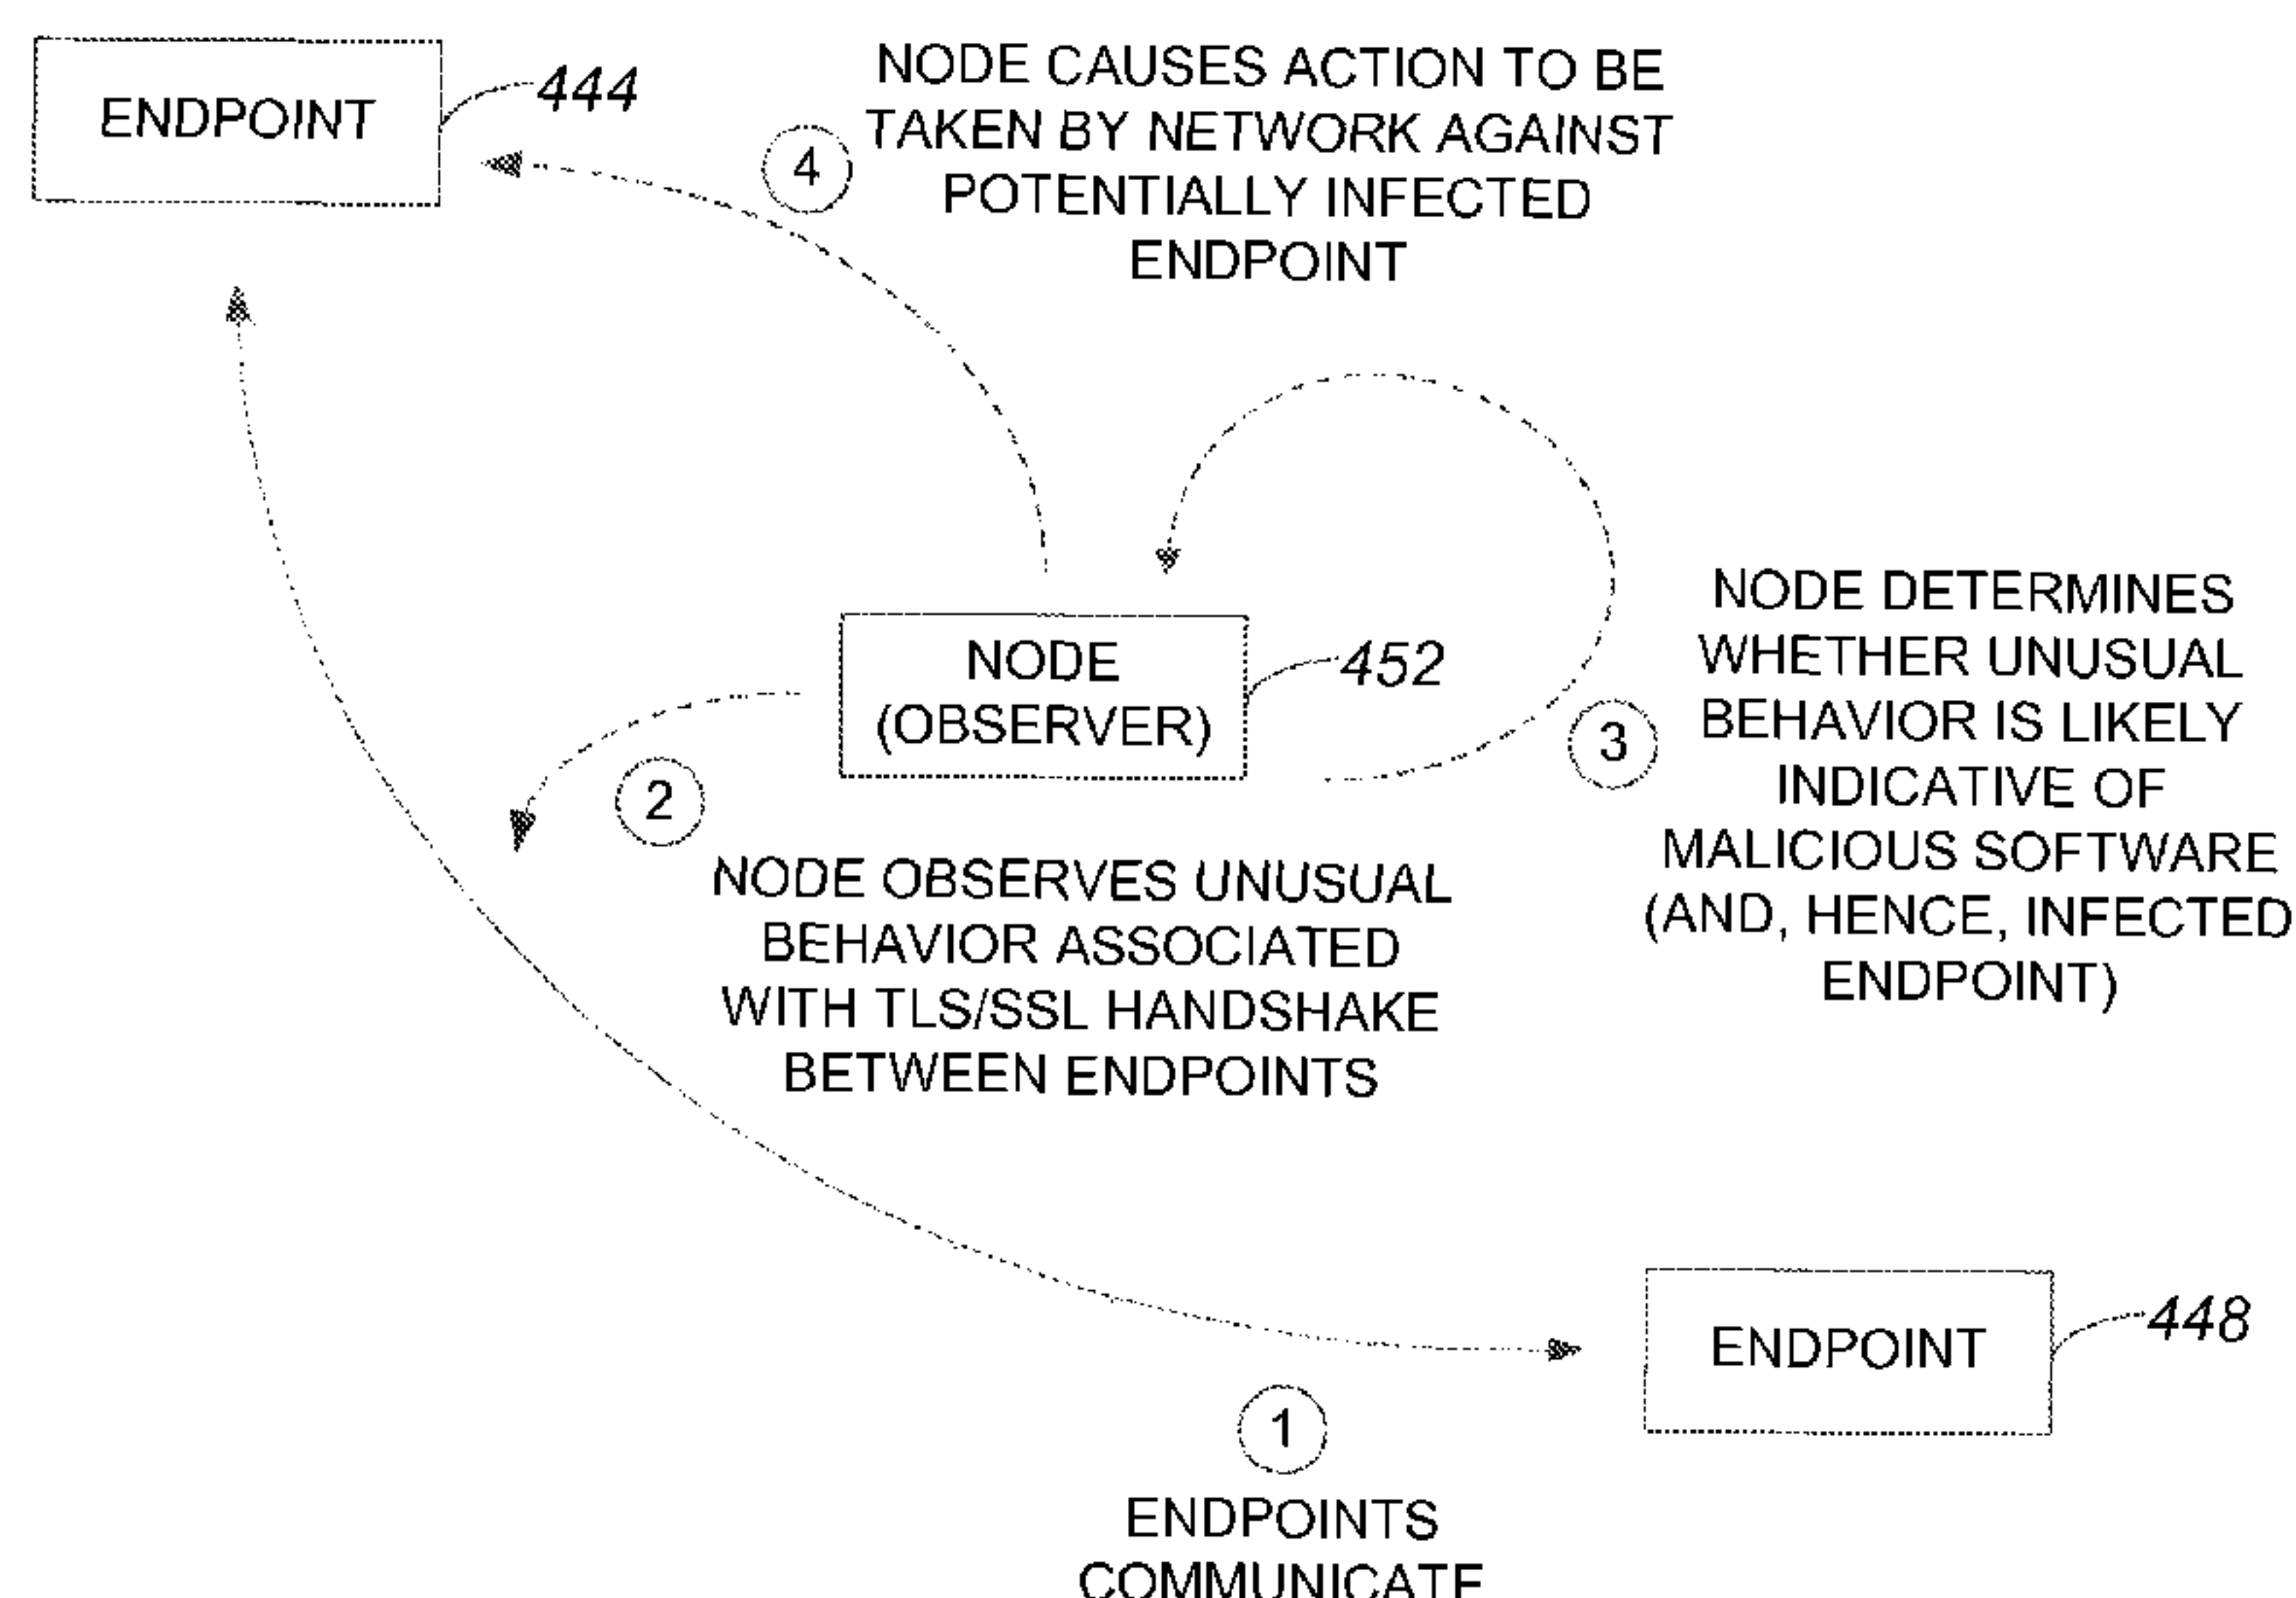 ENDPOINT
444
NODE CAUSES ACTION TO BE
TAKEN BY NETWORK AGAINST
POTENTIALLY INFECTED
ENDPOINT
4
NODE
(OBSERVER)
452
NODE DETERMINES
WHETHER UNUSUAL
BEHAVIOR IS LIKELY
INDICATIVE OF
MALICIOUS SOFTWARE
(AND, HENCE, INFECTED
ENDPOINT)
3
2
NODE OBSERVES UNUSUAL
BEHAVIOR ASSOCIATED
WITH TLS/SSL HANDSHAKE
BETWEEN ENDPOINTS
ENDPOINT
448
1
ENDPOINTS
COMMUNICATE